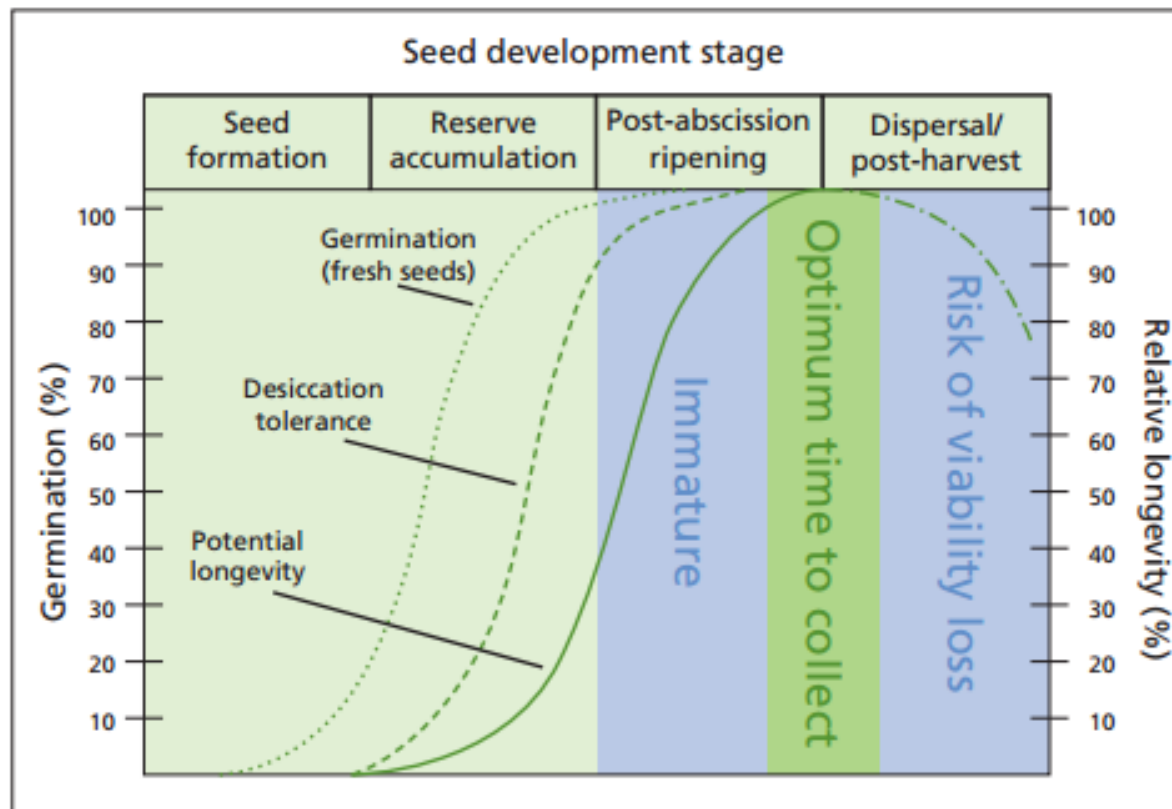 Seed development stage
Seed
formation
Reserve
accumulation
Post-abscission
ripening
Dispersal/
post-harvest
Germination (%)
100
90
80
70
60
50
40
30
20
10
Germination
(fresh seeds)
Desiccation
tolerance
Potential
longevity
Immature
Optimum time to collect
Risk of viability loss
100
90
80
70
60
50
40
30
20
10
Relative longevity (%)